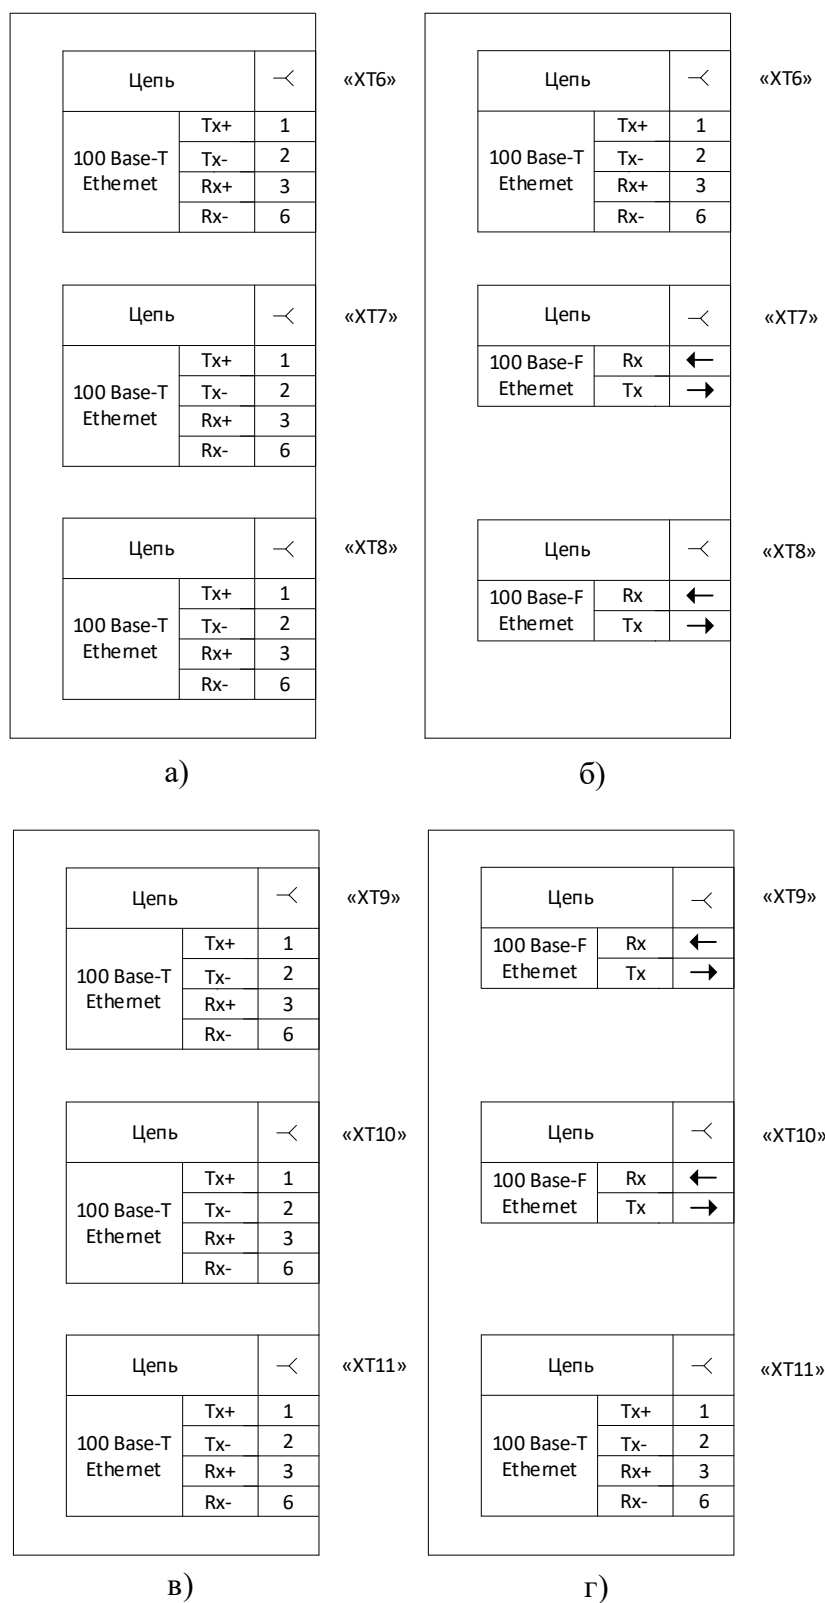 Цепь
«XT6»
Tx+ 1
100 Base-T Ethernet
Tx- 2
Rx+ 3
Rx- 6
Цепь
«XT7»
Tx+ 1
100 Base-T Ethernet
Tx- 2
Rx+ 3
Rx- 6
Цепь
«XT8»
Tx+ 1
100 Base-T Ethernet
Tx- 2
Rx+ 3
Rx- 6
а)
Цепь
«XT6»
Tx+ 1
100 Base-T Ethernet
Tx- 2
Rx+ 3
Rx- 6
Цепь
«XT7»
100 Base-F Ethernet
Rx
Tx
Цепь
«XT8»
100 Base-F Ethernet
Rx
Tx
б)
Цепь
«XT9»
Tx+ 1
100 Base-T Ethernet
Tx- 2
Rx+ 3
Rx- 6
Цепь
«XT10»
Tx+ 1
100 Base-T Ethernet
Tx- 2
Rx+ 3
Rx- 6
Цепь
«XT11»
Tx+ 1
100 Base-T Ethernet
Tx- 2
Rx+ 3
Rx- 6
в)
Цепь
«XT9»
100 Base-F Ethernet
Rx
Tx
Цепь
«XT10»
100 Base-F Ethernet
Rx
Tx
Цепь
«XT11»
Tx+ 1
100 Base-T Ethernet
Tx- 2
Rx+ 3
Rx- 6
г)